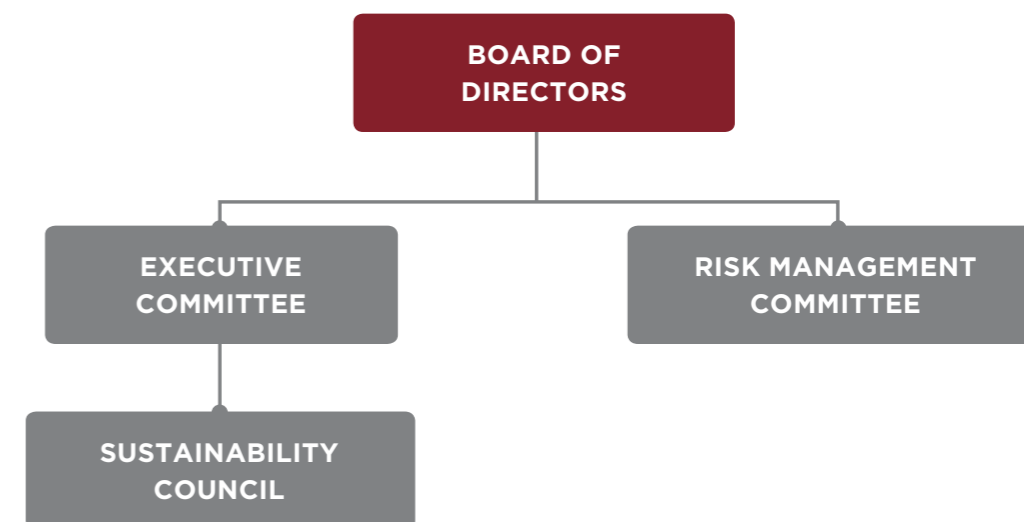 BOARD OF
DIRECTORS
EXECUTIVE
COMMITTEE
RISK MANAGEMENT
COMMITTEE
SUSTAINABILITY
COUNCIL